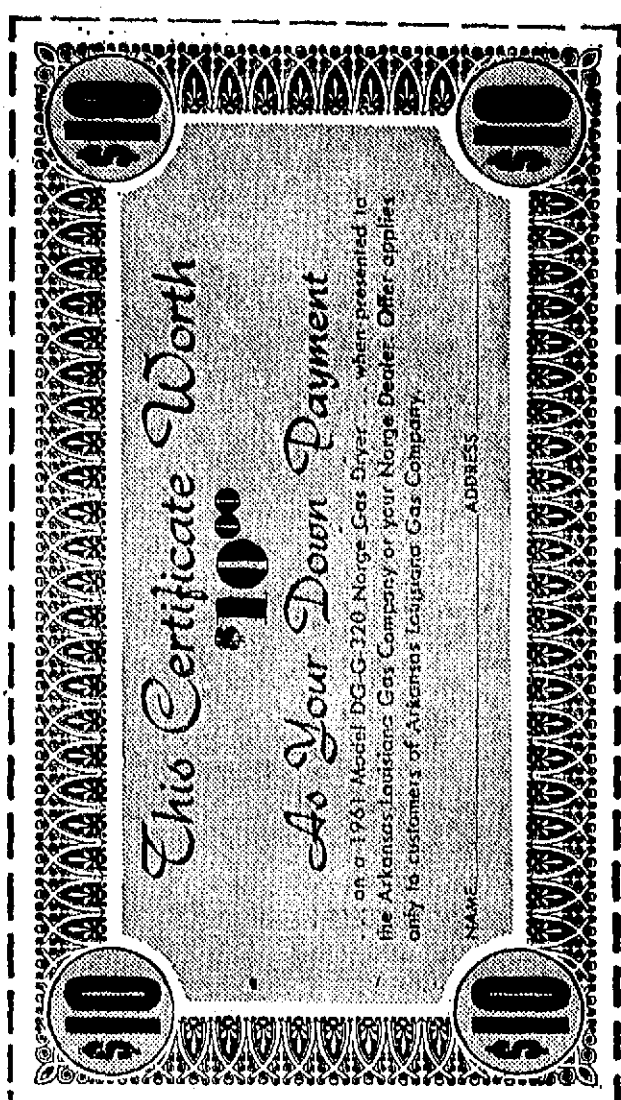 $10 $10
This Certificate Worth
$10.00
As Your Down Payment
.... on a 1961 Model DG-G-320 Norge Gas Dryer .... when presented to
the Arkansas Louisiana Gas Company or your Norge Dealer. Offer applies
only to customers of Arkansas Louisiana Gas Company.
NAME ADDRESS
$10 $10